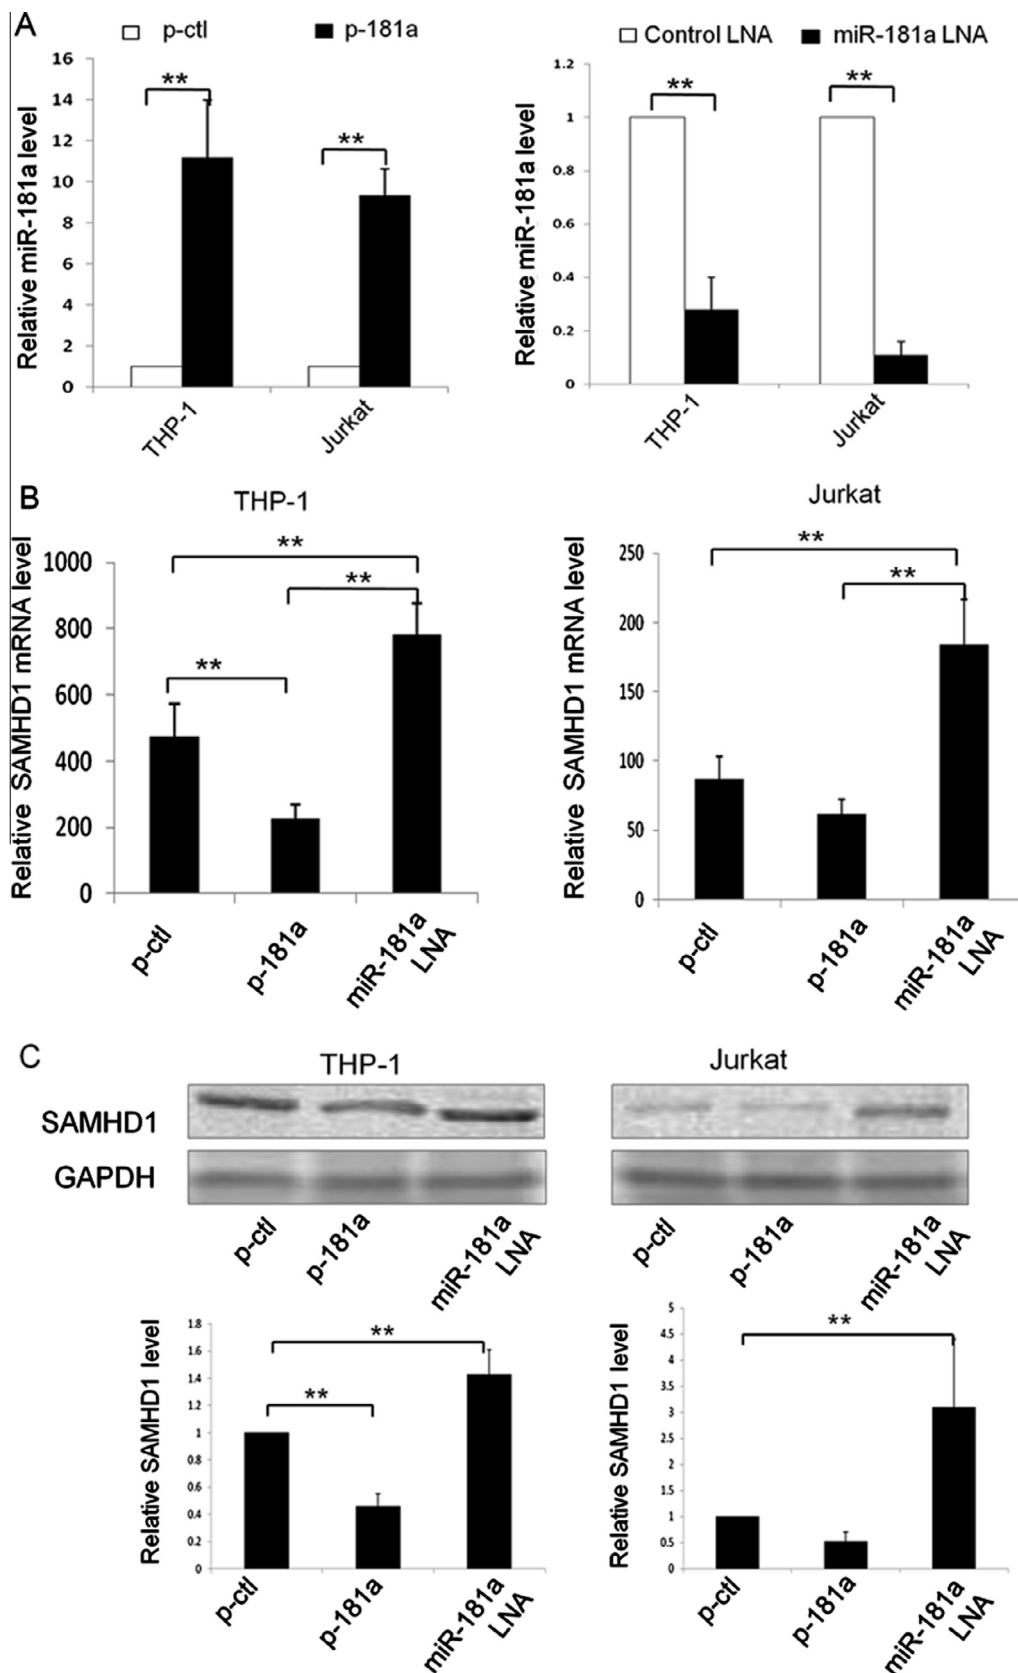 A
p-ctl p-181a
Relative miR-181a level
16
14
12
10
8
6
4
2
0
** **
THP-1 Jurkat
Control LNA miR-181a LNA
Relative miR-181a level
1.2
1
0.8
0.6
0.4
0.2
0
** **
THP-1 Jurkat
B
THP-1
Relative SAMHD1 mRNA level
1000
800
600
400
200
0
**
**
**
p-ctl p-181a miR-181a
LNA
Jurkat
Relative SAMHD1 mRNA level
250
200
150
100
50
0
**
**
p-ctl p-181a miR-181a
LNA
C
THP-1 Jurkat
SAMHD1
GAPDH
p-ctl p-181a miR-181a
LNA
p-ctl p-181a miR-181a
LNA
Relative SAMHD1 level
1.8
1.6
1.4
1.2
1
0.8
0.6
0.4
0.2
0
**
**
p-ctl p-181a miR-181a
LNA
Relative SAMHD1 level
5
4.5
4
3.5
3
2.5
2
1.5
1
0.5
0
**
p-ctl p-181a miR-181a
LNA